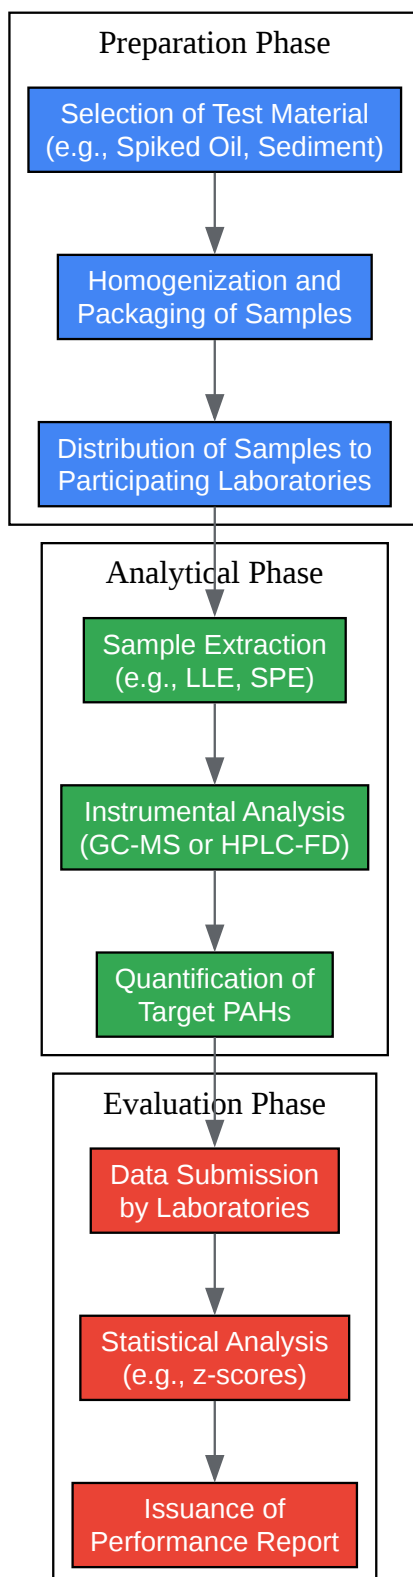 Preparation Phase
Selection of Test Material
(e.g., Spiked Oil, Sediment)
Homogenization and
Packaging of Samples
Distribution of Samples to
Participating Laboratories
Analytical Phase
Sample Extraction
(e.g., LLE, SPE)
Instrumental Analysis
(GC-MS or HPLC-FD)
Quantification of
Target PAHs
Evaluation Phase
Data Submission
by Laboratories
Statistical Analysis
(e.g., z-scores)
Issuance of
Performance Report